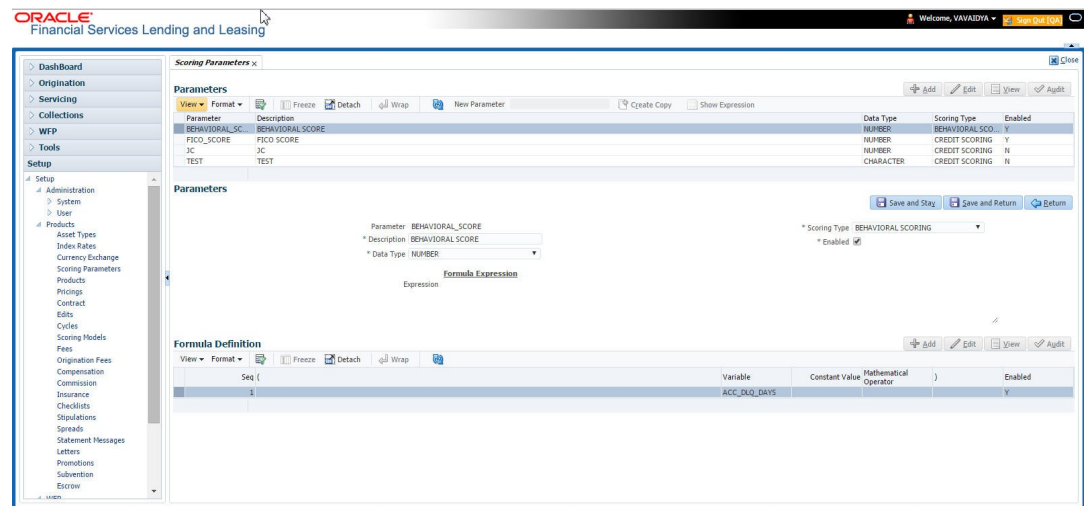 ORACLE
Financial Services Lending and Leasing
Welcome, VAVAIDYA
Sign Out [QA]
DashBoard
Origination
Servicing
Collections
WFP
Tools
Setup
Setup
Administration
System
User
Products
Asset Types
Index Rates
Currency Exchange
Scoring Parameters
Products
Pricings
Contract
Edits
Cycles
Scoring Models
Fees
Origination Fees
Compensation
Commission
Insurance
Checklists
Stipulations
Spreads
Statement Messages
Letters
Promotions
Subvention
Escrow
WFP
Scoring Parameters x
Close
Parameters
Add Edit View Audit
View Format Freeze Detach Wrap New Parameter Create Copy Show Expression
Parameter Description Data Type Scoring Type Enabled
BEHAVIORAL_SC... BEHAVIORAL SCORE NUMBER BEHAVIORAL SCO... Y
FICO_SCORE FICO SCORE NUMBER CREDIT SCORING Y
JC JC NUMBER CREDIT SCORING N
TEST TEST CHARACTER CREDIT SCORING N
Parameters
Save and Stay Save and Return Return
Parameter BEHAVIORAL_SCORE
* Scoring Type BEHAVIORAL SCORING
* Description BEHAVIORAL SCORE
* Enabled
* Data Type NUMBER
Formula Expression
Expression
Formula Definition
Add Edit View Audit
View Format Freeze Detach Wrap
Seq ( Variable Constant Value Mathematical Operator ) Enabled
1 ACC_DLQ_DAYS Y